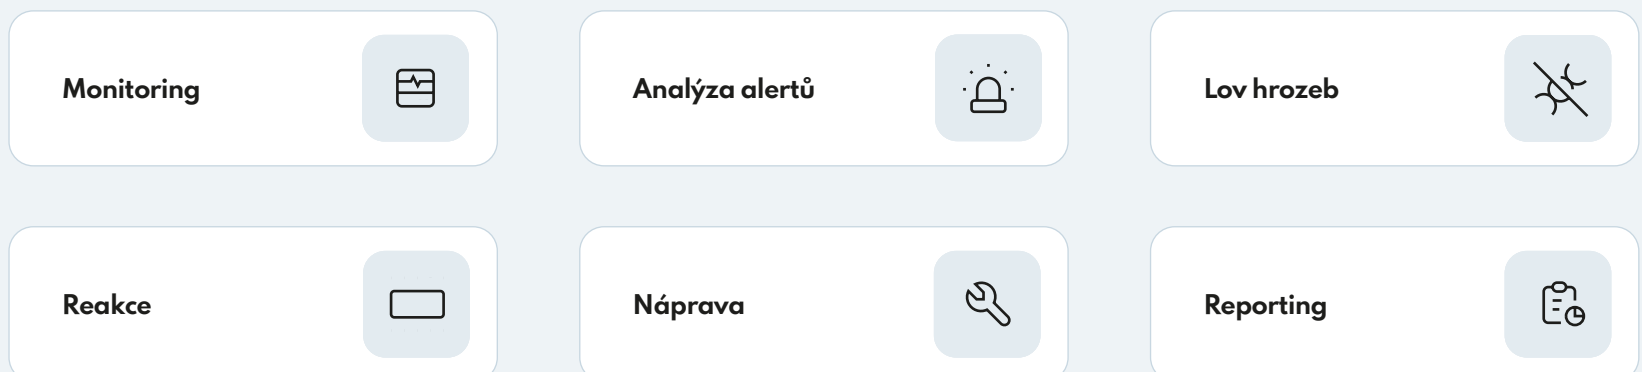 Monitoring
Analýza alertů
Lov hrozeb
Reakce
Náprava
Reporting